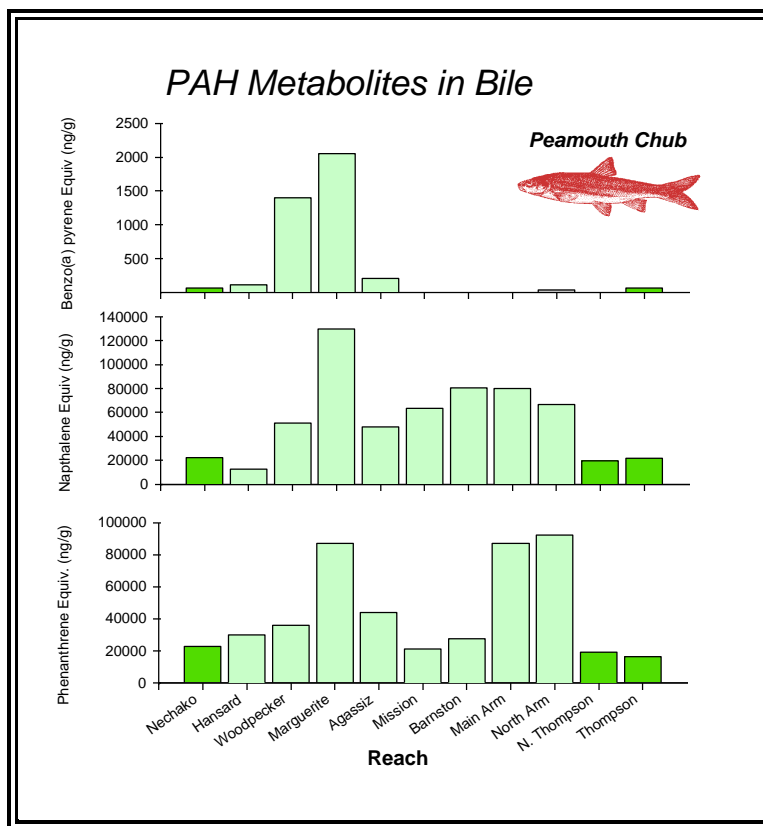 PAH Metabolites in Bile
Peamouth Chub
Benzo(a) pyrene Equiv (ng/g)
2500
2000
1500
1000
500
Napthalene Equiv (ng/g)
140000
120000
100000
80000
60000
40000
20000
0
Phenanthrene Equiv. (ng/g)
100000
80000
60000
40000
20000
0
Nechako
Hansard
Woodpecker
Marguerite
Agassiz
Mission
Barnston
Main Arm
North Arm
N. Thompson
Thompson
Reach